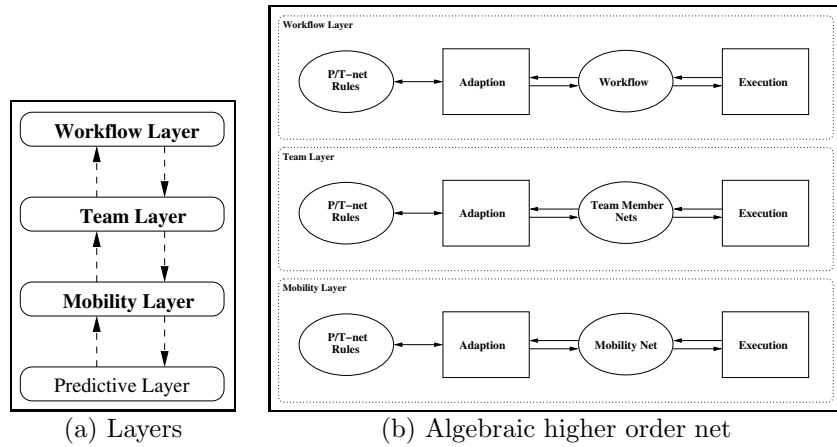 Workflow Layer
Team Layer
Mobility Layer
Predictive Layer
(a) Layers
Workflow Layer
P/T-net
Rules
Adaption
Workflow
Execution
Team Layer
P/T-net
Rules
Adaption
Team Member
Nets
Execution
Mobility Layer
P/T-net
Rules
Adaption
Mobility Net
Execution
(b) Algebraic higher order net